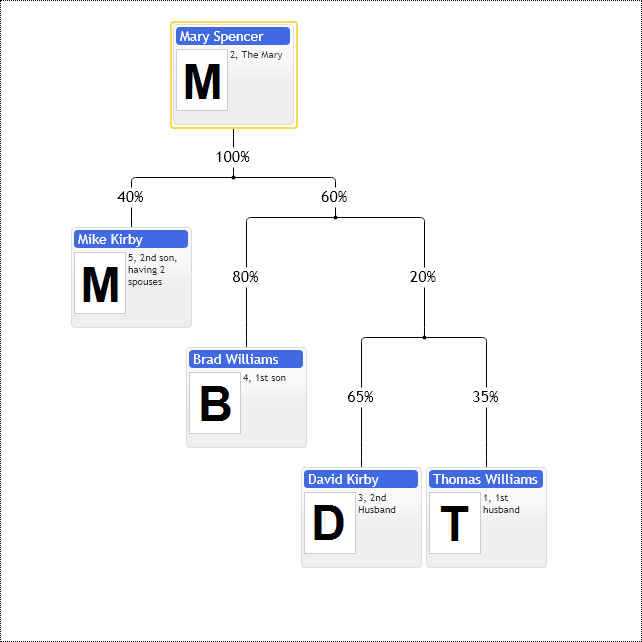 Mary Spencer
M
2, The Mary
100%
40%
60%
Mike Kirby
M
5, 2nd son,
having 2
spouses
80%
20%
Brad Williams
B
4, 1st son
65%
35%
David Kirby
D
3, 2nd
Husband
Thomas Williams
T
1, 1st
husband